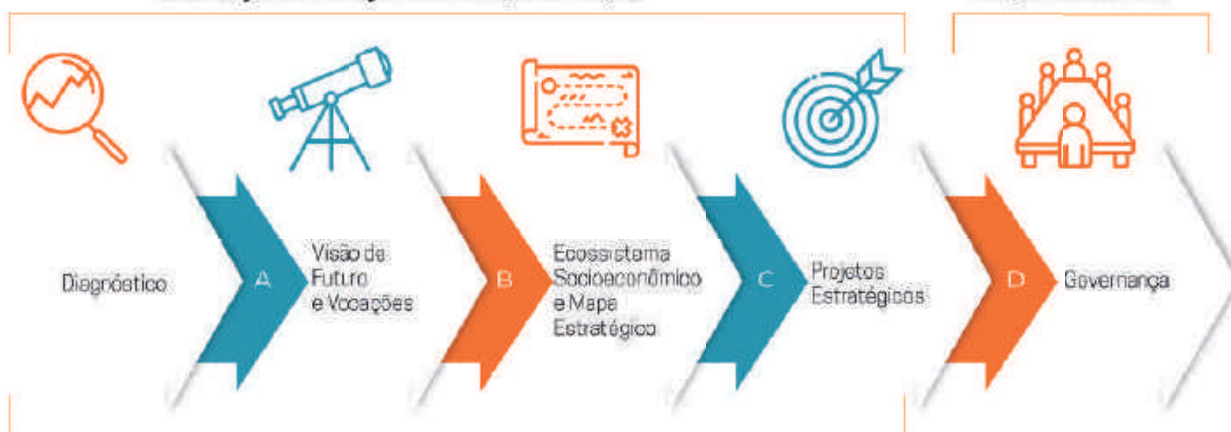 Diagnóstico
A
Visão de
Futuro
e Vocações
B
Ecossistema
Socioeconômico
e Mapa
Estratégico
C
Projetos
Estratégicos
D
Governança